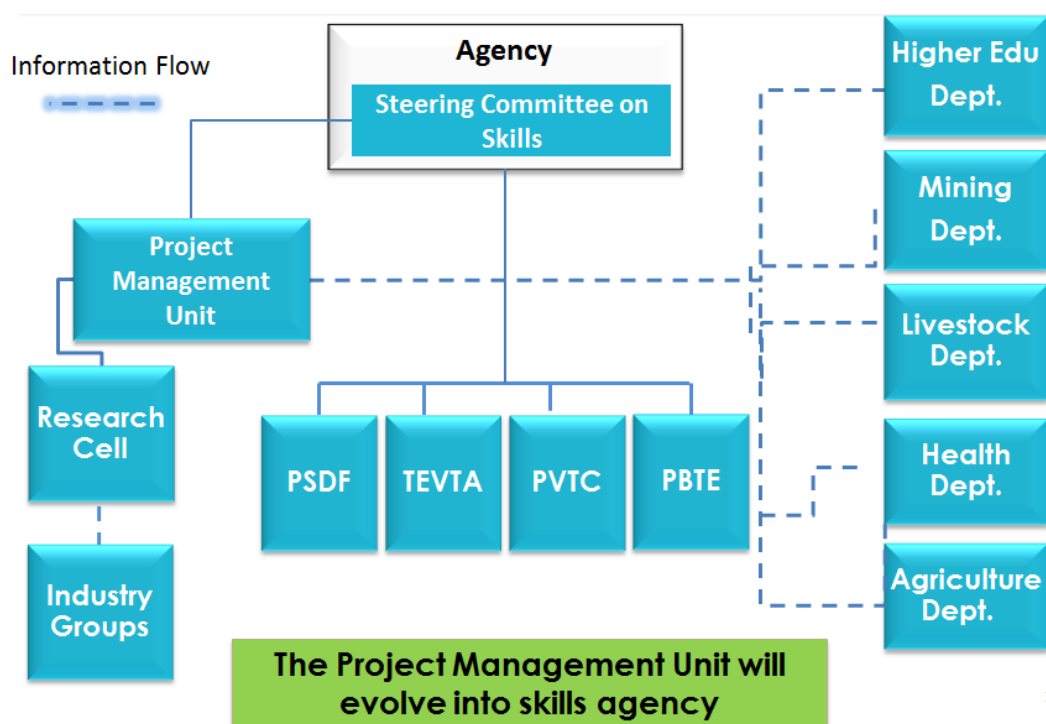 Information Flow
Agency
Steering Committee on
Skills
Project
Management
Unit
Research
Cell
Industry
Groups
PSDF
TEVTA
PVTC
PBTE
Higher Edu
Dept.
Mining
Dept.
Livestock
Dept.
Health
Dept.
Agriculture
Dept.
The Project Management Unit will
evolve into skills agency